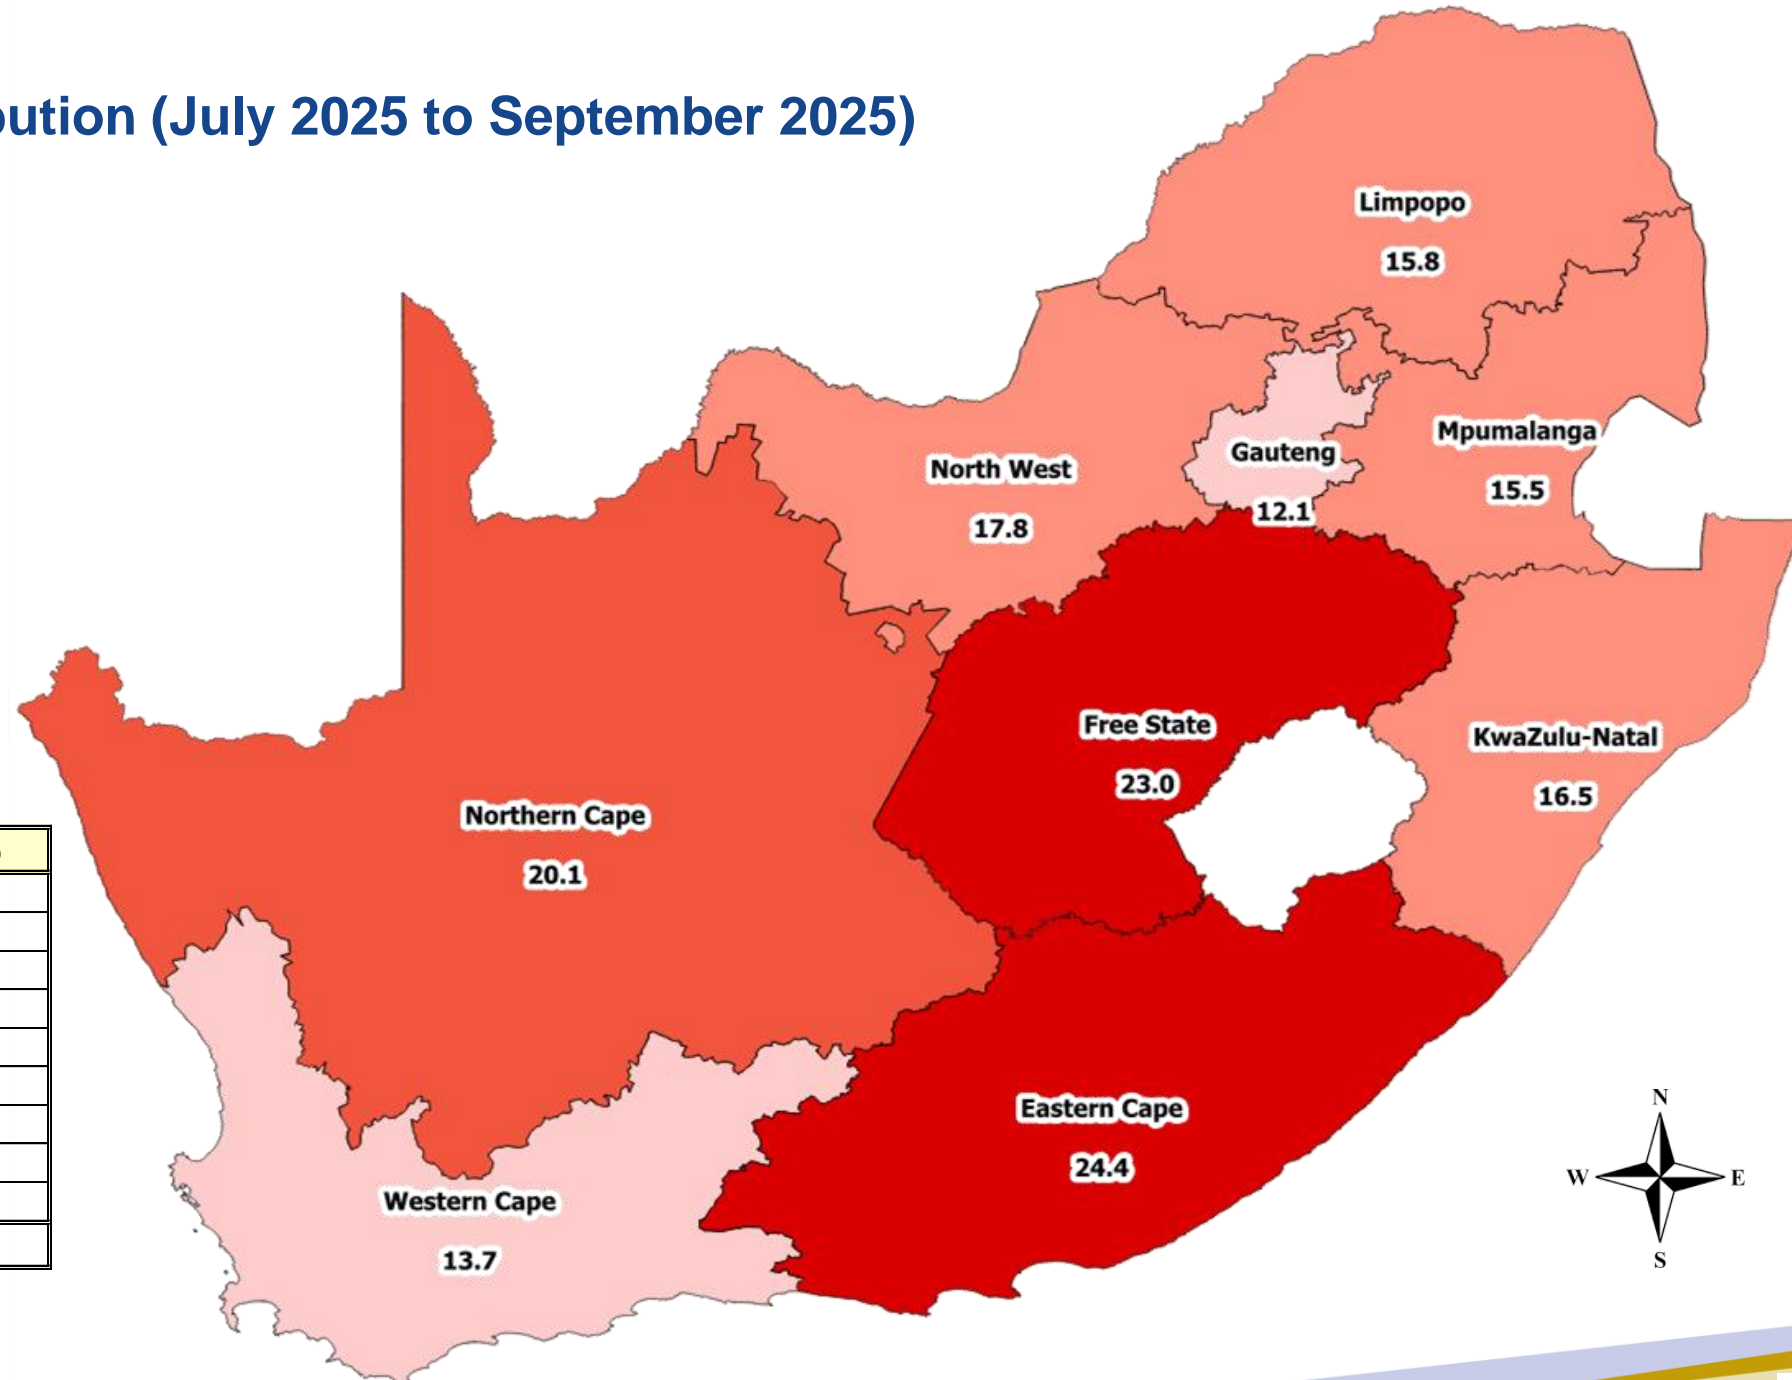 bution (July 2025 to September 2025)
Limpopo
15.8
Mpumalanga
15.5
Gauteng
12.1
North West
17.8
Free State
23.0
KwaZulu-Natal
16.5
Northern Cape
20.1
Eastern Cape
24.4
Western Cape
13.7
N
W E
S